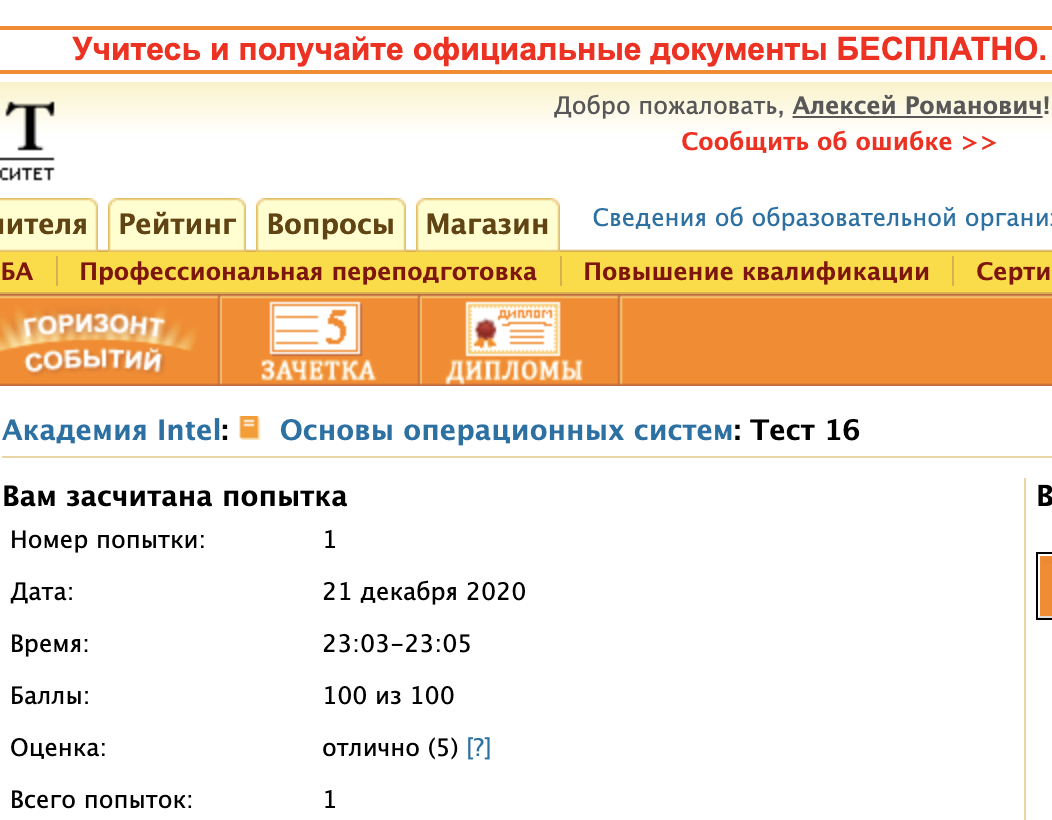 Учитесь и получайте официальные документы БЕСПЛАТНО.
Т
СИТЕТ
Добро пожаловать, Алексей Романович!
Сообщить об ошибке >>
ителя Рейтинг Вопросы Магазин Сведения об образовательной органи
БА Профессиональная переподготовка Повышение квалификации Серти
ГОРИЗОНТ
СОБЫТИЙ
5
ЗАЧЕТКА
ДИПЛОМ
ДИПЛОМЫ
Академия Intel: Основы операционных систем: Тест 16
Вам засчитана попытка
В
Номер попытки: 1
Дата: 21 декабря 2020
Время: 23:03–23:05
Баллы: 100 из 100
Оценка: отлично (5) [?]
Всего попыток: 1